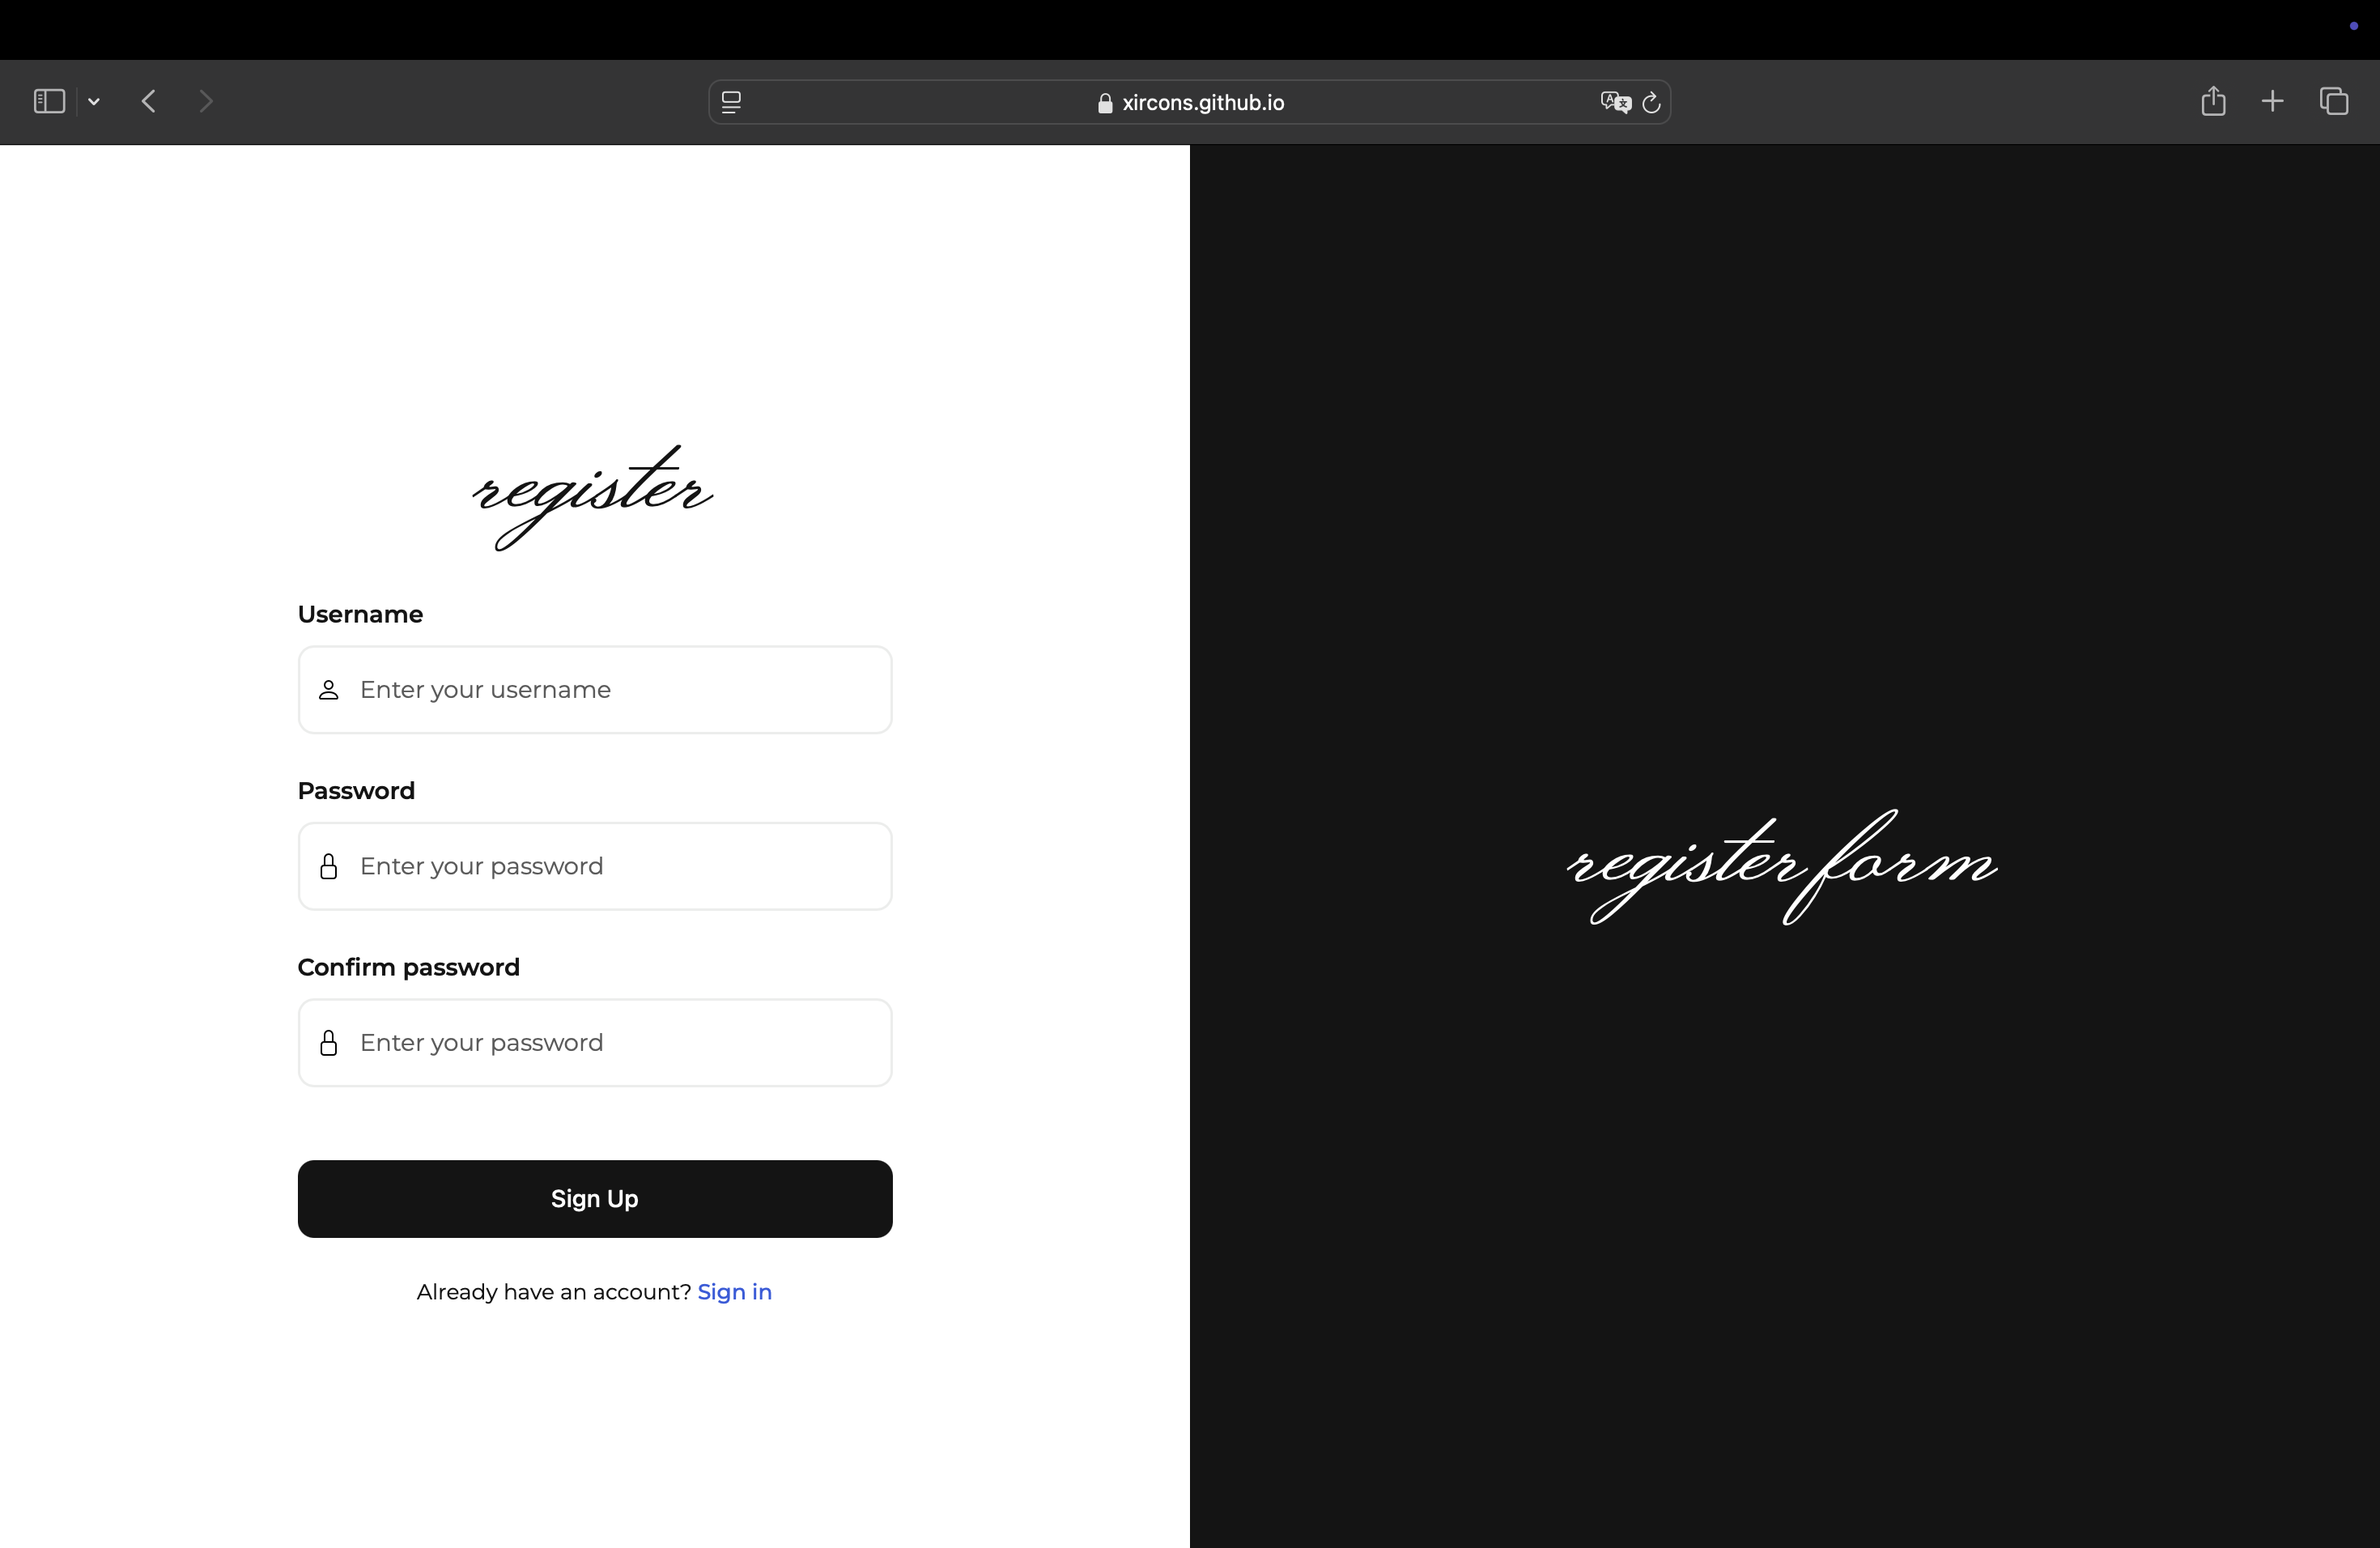 xircons.github.io
register
Username
Enter your username
Password
Enter your password
Confirm password
Enter your password
Sign Up
Already have an account? Sign in
register form